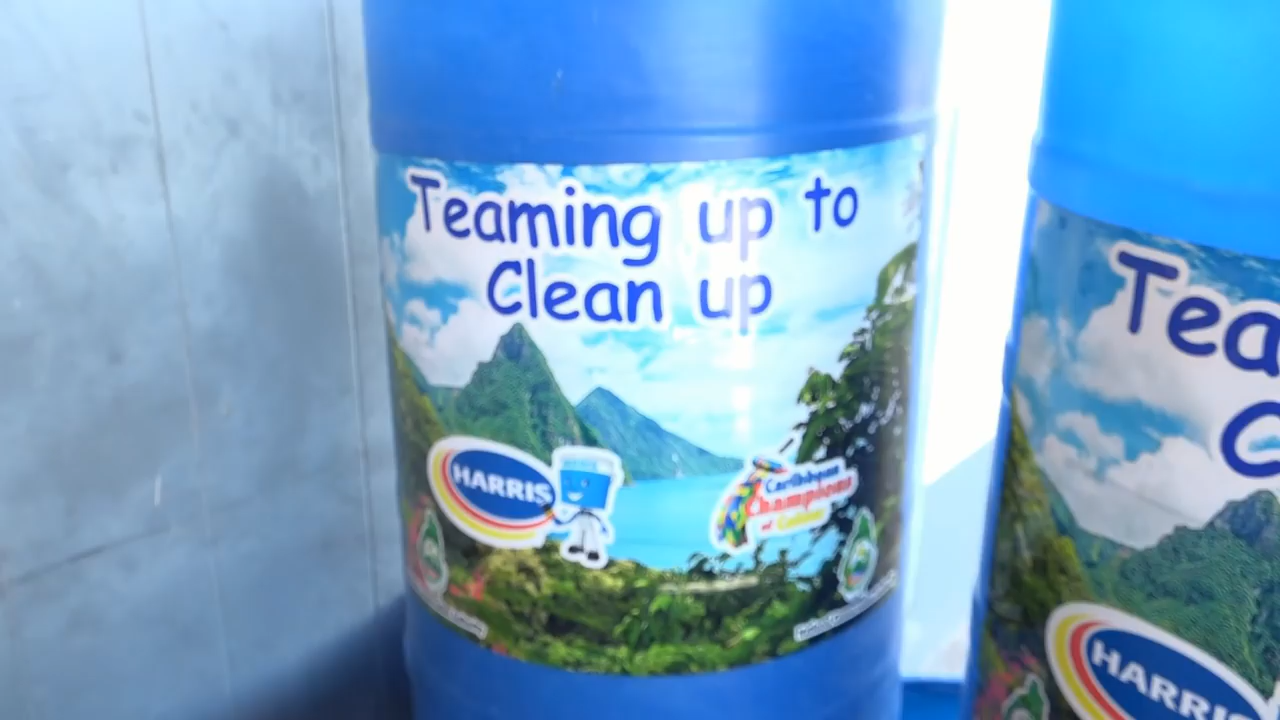 Teaming up to
Clean up
HARRIS
Caribbean
Champions
of Colour
Tea
C
HARRIS